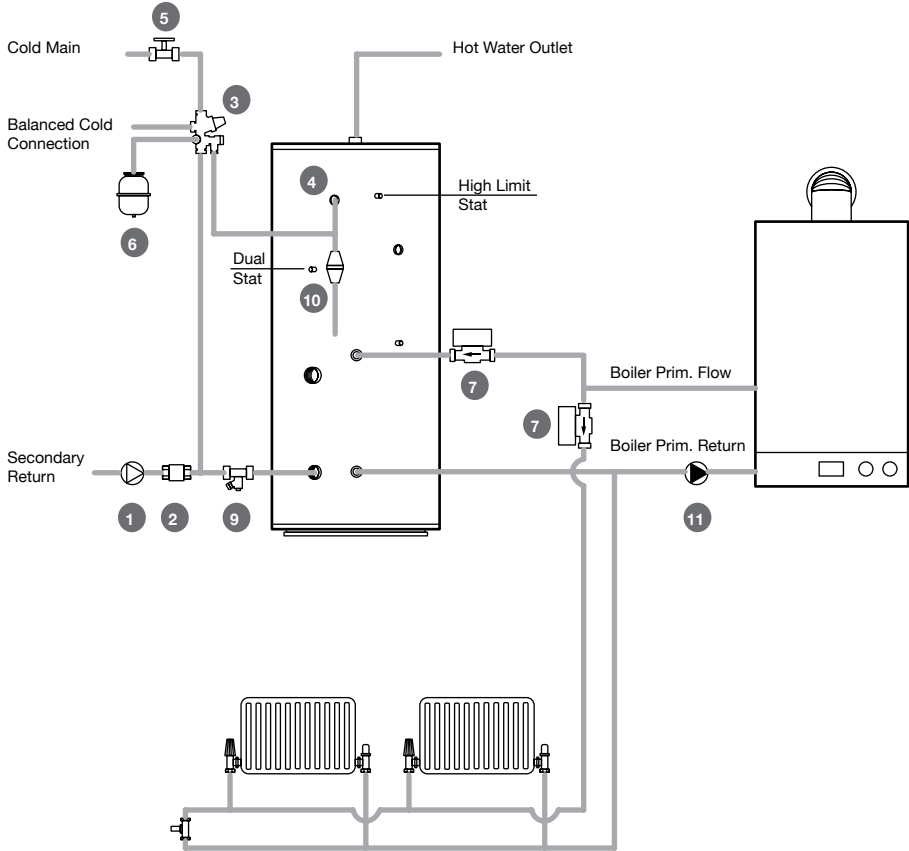 5
Cold Main
Hot Water Outlet
3
Balanced Cold
Connection
4
High Limit
Stat
6
Dual
Stat
10
7
Boiler Prim. Flow
7
Boiler Prim. Return
Secondary
Return
1
2
9
11